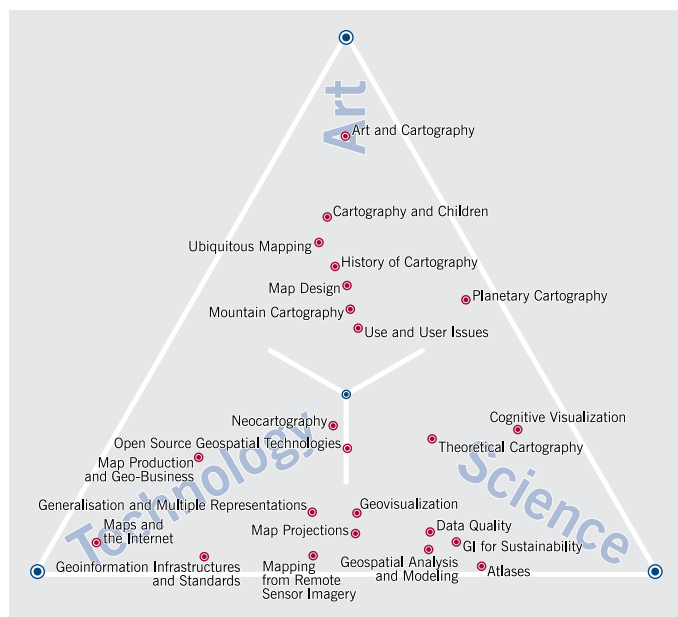 Art
Art and Cartography
Cartography and Children
Ubiquitous Mapping
History of Cartography
Map Design
Planetary Cartography
Mountain Cartography
Use and User Issues
Cognitive Visualization
Neocartography
Open Source Geospatial Technologies
Theoretical Cartography
Map Production
and Geo-Business
Technology
Science
Generalisation and Multiple Representations
Geovisualization
Maps and
the Internet
Map Projections
Data Quality
GI for Sustainability
Geoinformation Infrastructures
and Standards
Mapping
from Remote
Sensor Imagery
Geospatial Analysis
and Modeling
Atlases